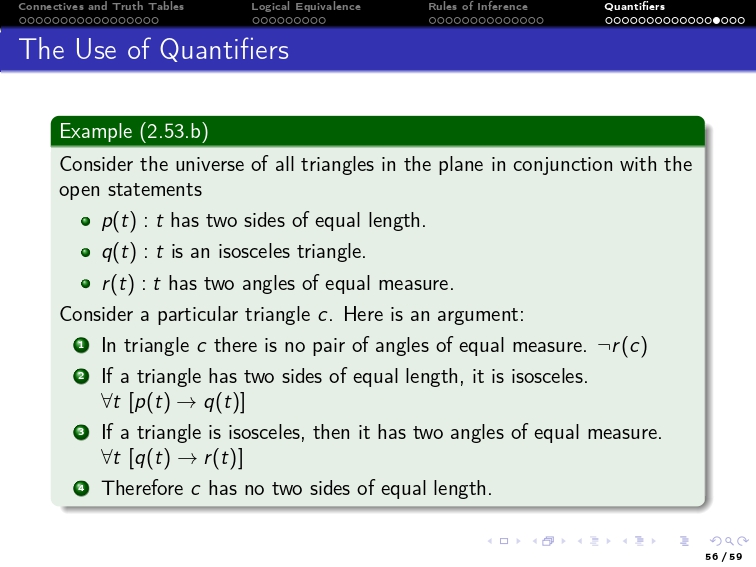 Connectives and Truth Tables Logical Equivalence Rules of Inference Quantifiers
The Use of Quantifiers
Example (2.53.b)
Consider the universe of all triangles in the plane in conjunction with the
open statements
p(t) : t has two sides of equal length.
q(t) : t is an isosceles triangle.
r(t) : t has two angles of equal measure.
Consider a particular triangle c. Here is an argument:
1 In triangle c there is no pair of angles of equal measure. ¬r(c)
2 If a triangle has two sides of equal length, it is isosceles.
∀t [p(t) → q(t)]
3 If a triangle is isosceles, then it has two angles of equal measure.
∀t [q(t) → r(t)]
4 Therefore c has no two sides of equal length.
56 / 59